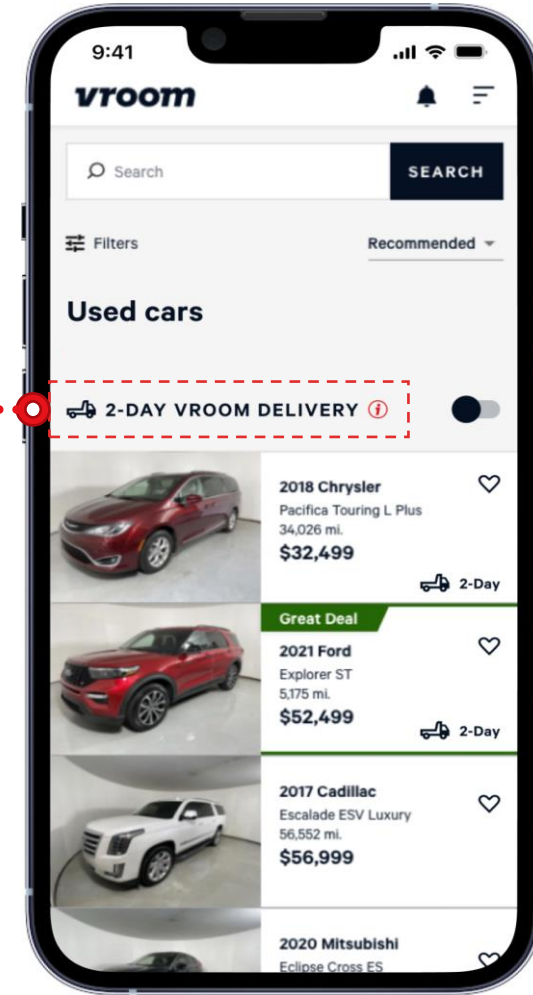 9:41
vroom
Search
SEARCH
Filters
Recommended
Used cars
2-DAY VROOM DELIVERY i
2018 Chrysler
Pacifica Touring L Plus
34,026 mi.
$32,499
2-Day
Great Deal
2021 Ford
Explorer ST
5,175 mi.
$52,499
2-Day
2017 Cadillac
Escalade ESV Luxury
56,552 mi.
$56,999
2020 Mitsubishi
Eclipse Cross ES